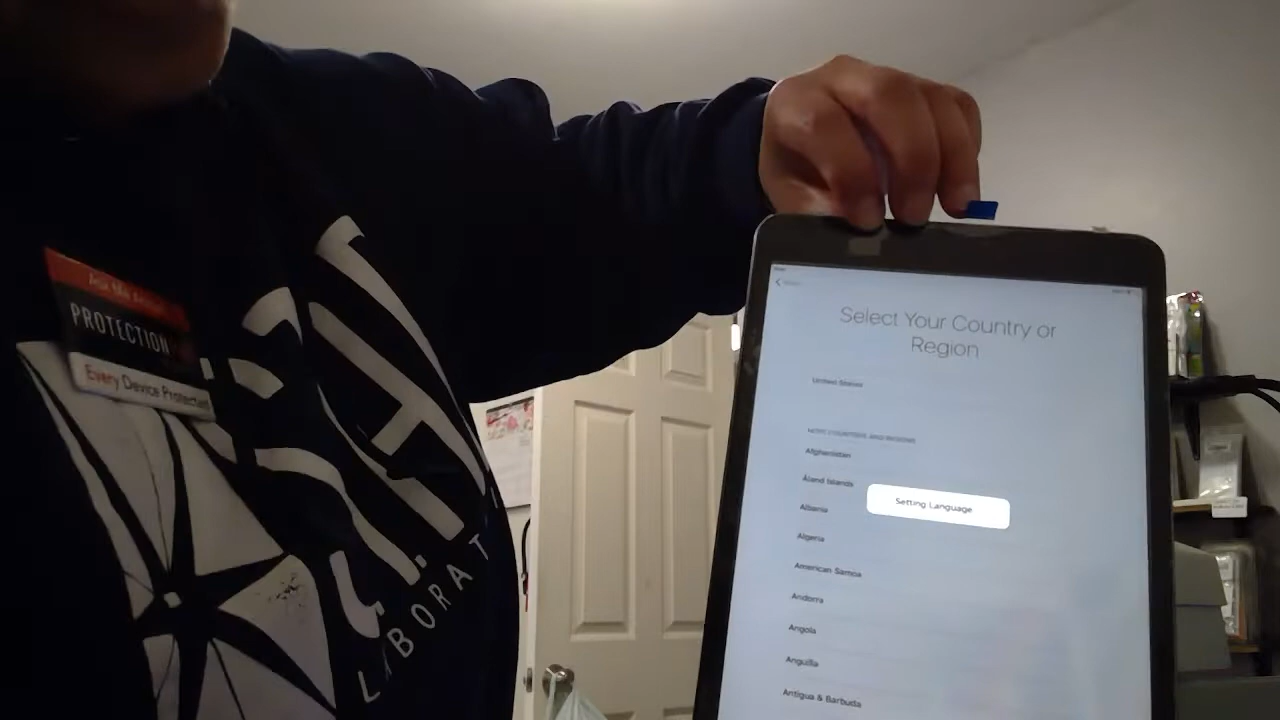 PROTECTION
Every Device Protected
LABORAT
Select Your Country or
Region
United States
MORE COUNTRIES AND REGIONS
Afghanistan
Åland Islands
Albania
Setting Language
Algeria
American Samoa
Andorra
Angola
Anguilla
Antigua & Barbuda